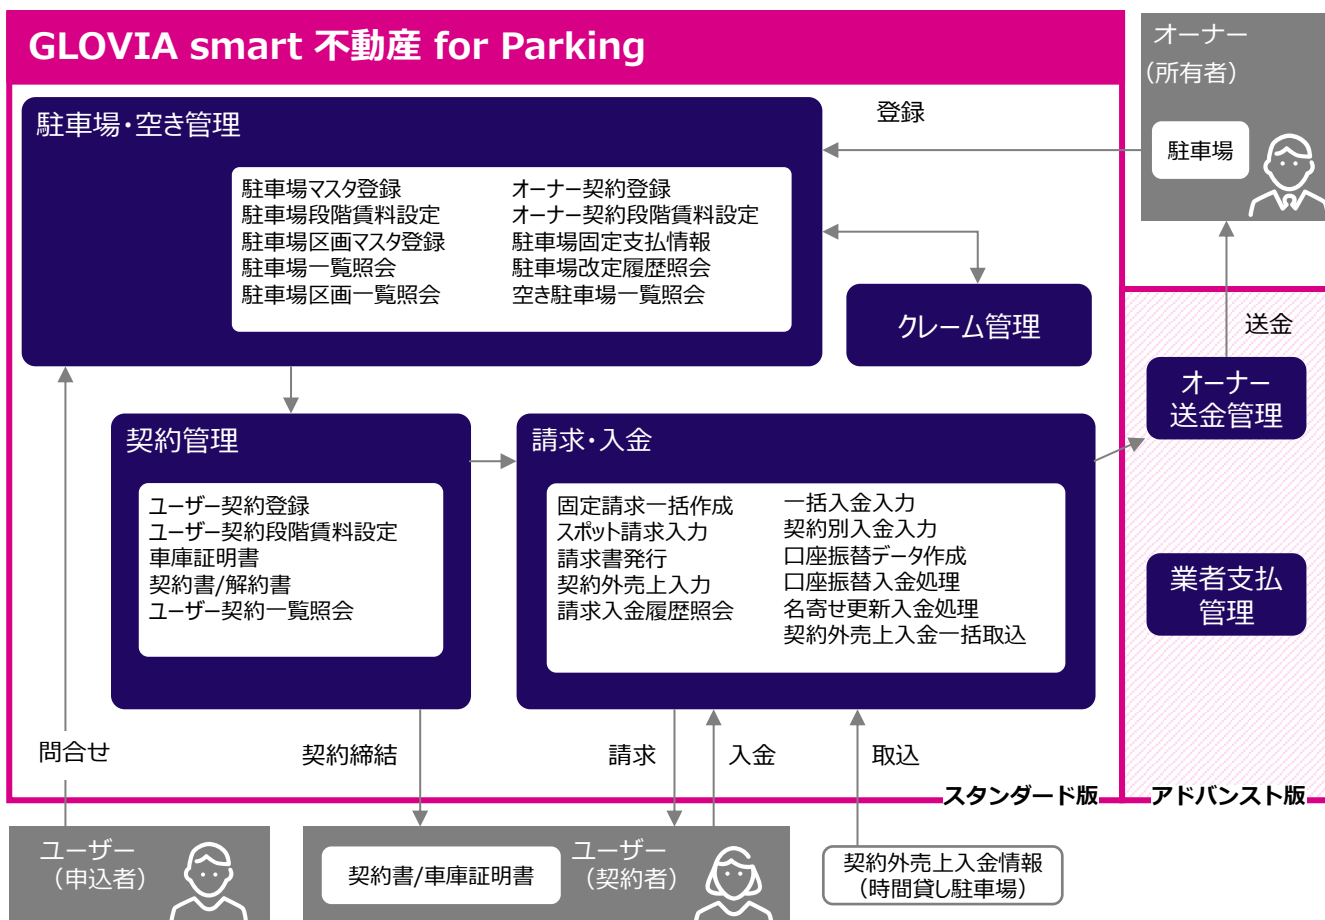 GLOVIA smart 不動産 for Parking
オーナー
（所有者）
駐車場
登録
駐車場・空き管理
駐車場マスタ登録
駐車場段階賃料設定
駐車場区画マスタ登録
駐車場一覧照会
駐車場区画一覧照会
オーナー契約登録
オーナー契約段階賃料設定
駐車場固定支払情報
駐車場改定履歴照会
空き駐車場一覧照会
クレーム管理
送金
オーナー
送金管理
契約管理
ユーザー契約登録
ユーザー契約段階賃料設定
車庫証明書
契約書/解約書
ユーザー契約一覧照会
請求・入金
固定請求一括作成
スポット請求入力
請求書発行
契約外売上入力
請求入金履歴照会
一括入金入力
契約別入金入力
口座振替データ作成
口座振替入金処理
名寄せ更新入金処理
契約外売上入金一括取込
業者支払
管理
問合せ
契約締結
請求
入金
取込
スタンダード版
アドバンスト版
ユーザー
（申込者）
契約書/車庫証明書
ユーザー
（契約者）
契約外売上入金情報
（時間貸し駐車場）